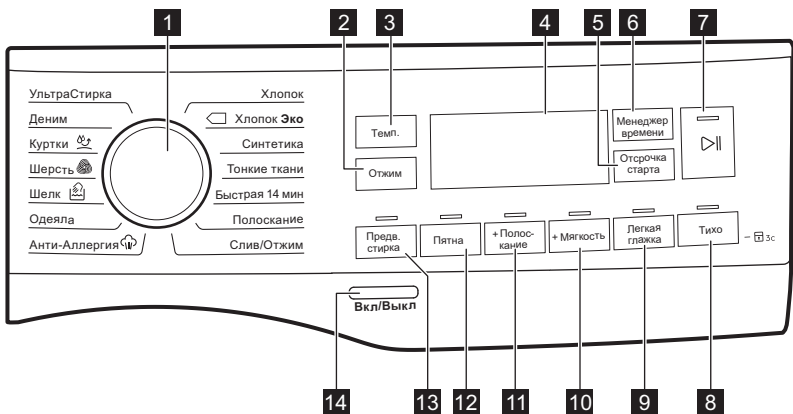 1
2
3
4
5
6
7
УльтраСтирка
Деним
Куртки
Шерсть
Шелк
Одеяла
Анти-Аллергия
Хлопок
Хлопок Эко
Синтетика
Тонкие ткани
Быстрая 14 мин
Полоскание
Слив/Отжим
Темп.
Отжим
Менеджер
времени
Отсрочка
старта
Предв.
стирка
Пятна
+Полос-
кание
+Мягкость
Легкая
глажка
Тихо
3с
Вкл/Выкл
14
13
12
11
10
9
8